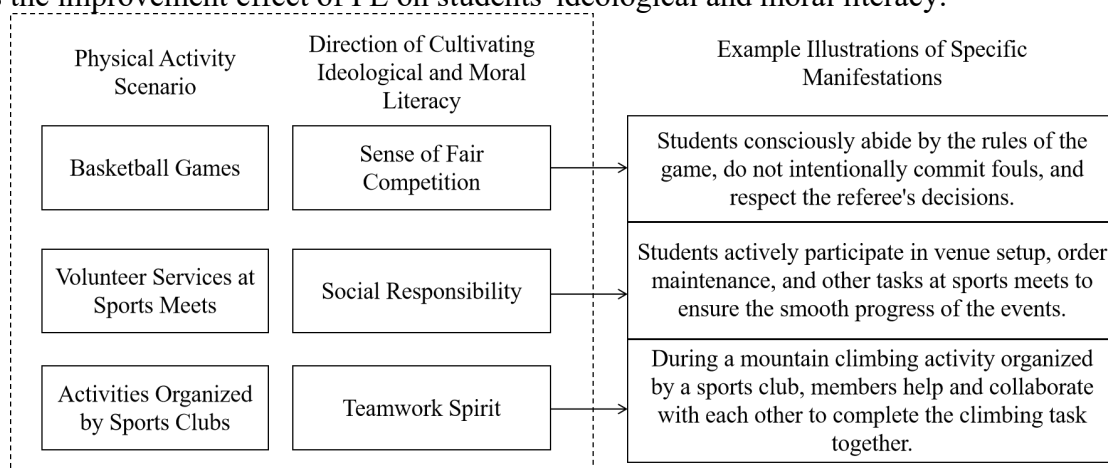 the improvement effect of PE on students' ideological and moral literacy.
Physical Activity
Scenario
Direction of Cultivating
Ideological and Moral
Literacy
Example Illustrations of Specific
Manifestations
Basketball Games
Sense of Fair
Competition
Students consciously abide by the rules of the
game, do not intentionally commit fouls, and
respect the referee's decisions.
Volunteer Services at
Sports Meets
Social Responsibility
Students actively participate in venue setup, order
maintenance, and other tasks at sports meets to
ensure the smooth progress of the events.
Activities Organized
by Sports Clubs
Teamwork Spirit
During a mountain climbing activity organized
by a sports club, members help and collaborate
with each other to complete the climbing task
together.